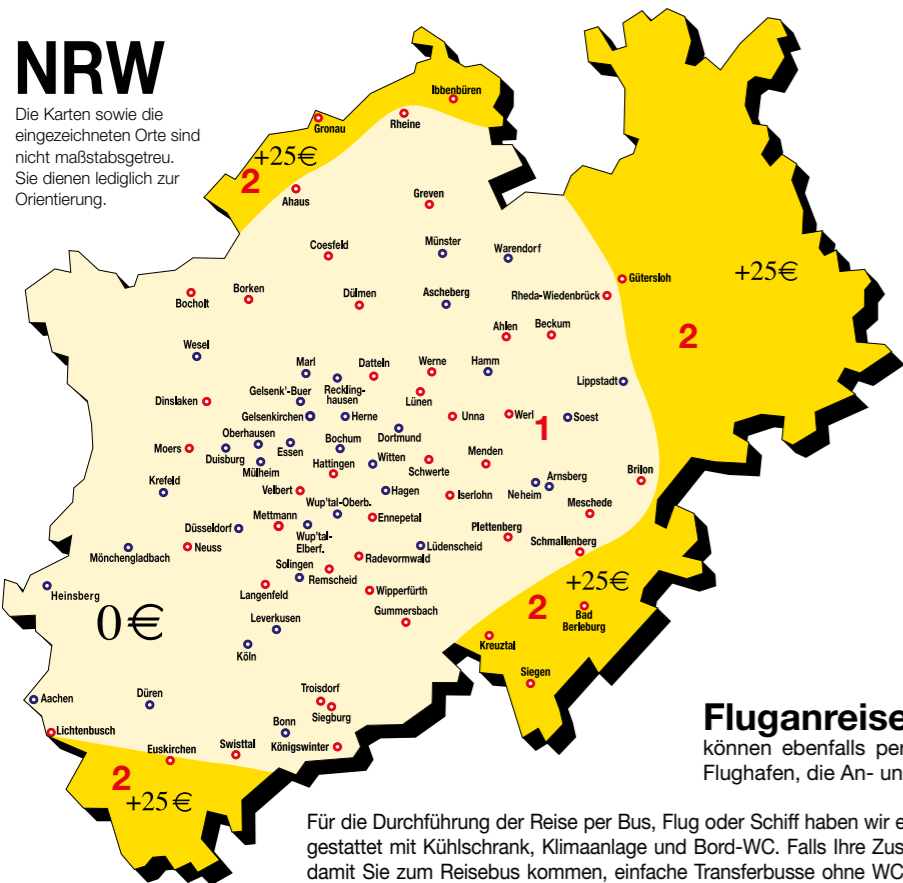 NRW
Die Karten sowie die
eingezeichneten Orte sind
nicht maßstabsgetreu.
Sie dienen lediglich zur
Orientierung.
Ibbenbüren
Gronau
Rheine
+25€
2
Ahaus
Greven
Coesfeld
Münster
Warendorf
+25€
Gütersloh
Bocholt
Borken
Dülmen
Ascheberg
Rheda-Wiedenbrück
Ahlen
Beckum
2
Wesel
Marl
Datteln
Werne
Hamm
Lippstadt
Dinslaken
Gelsenk'-Buer
Reckling-
hausen
Lünen
Gelsenkirchen
Herne
Unna
Werl
1
Soest
Oberhausen
Bochum
Dortmund
Moers
Duisburg
Essen
Witten
Menden
Mülheim
Hattingen
Schwerte
Arnsberg
Brilon
Krefeld
Velbert
Hagen
Iserlohn
Neheim
Meschede
Wup'tal-Oberb.
Mettmann
Ennepetal
Düsseldorf
Wup'tal-
Elberf.
Plettenberg
Mönchengladbach
Neuss
Lüdenscheid
Schmallenberg
Solingen
Radevormwald
Remscheid
Heinsberg
Langenfeld
Wipperfürth
+25€
0 €
Gummersbach
2
Bad
Berleburg
Leverkusen
Kreuztal
Köln
Siegen
Aachen
Düren
Troisdorf
Siegburg
Lichtenbusch
Bonn
Königswinter
Euskirchen
Swisttal
2
+25 €
Fluganreise
können ebenfalls per
Flughafen, die An- un
Für die Durchführung der Reise per Bus, Flug oder Schiff haben wir e
gestattet mit Kühlschrank, Klimaanlage und Bord-WC. Falls Ihre Zus
damit Sie zum Reisebus kommen, einfache Transferbusse ohne WC,